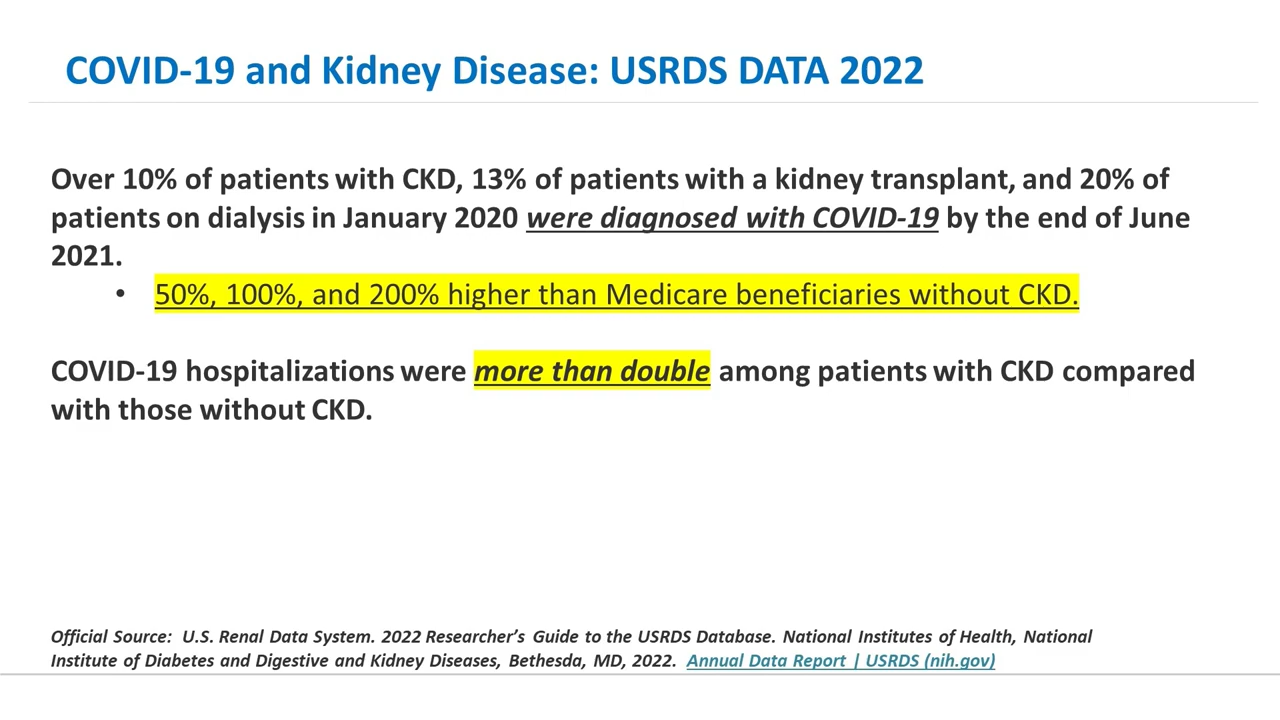 COVID-19 and Kidney Disease: USRDS DATA 2022
Over 10% of patients with CKD, 13% of patients with a kidney transplant, and 20% of
patients on dialysis in January 2020 were diagnosed with COVID-19 by the end of June
2021.
• 50%, 100%, and 200% higher than Medicare beneficiaries without CKD.
COVID-19 hospitalizations were more than double among patients with CKD compared
with those without CKD.
Official Source: U.S. Renal Data System. 2022 Researcher's Guide to the USRDS Database. National Institutes of Health, National
Institute of Diabetes and Digestive and Kidney Diseases, Bethesda, MD, 2022. Annual Data Report | USRDS (nih.gov)